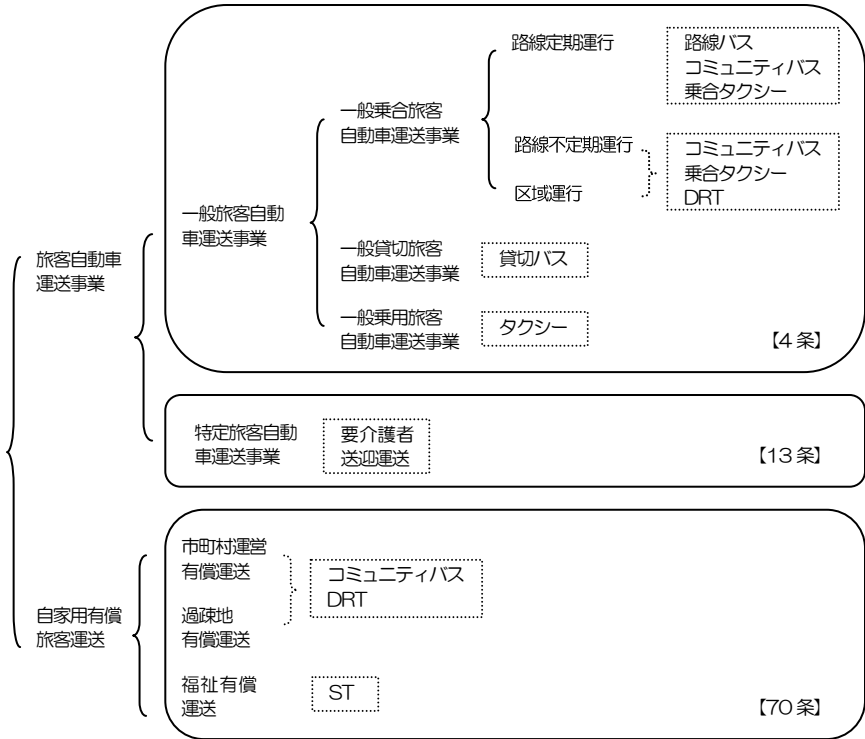 旅客自動車
運送事業
一般旅客自動
車運送事業
一般乗合旅客
自動車運送事業
路線定期運行
路線バス
コミュニティバス
乗合タクシー
路線不定期運行
区域運行
コミュニティバス
乗合タクシー
DRT
一般貸切旅客
自動車運送事業
貸切バス
一般乗用旅客
自動車運送事業
タクシー
【4条】
特定旅客自動
車運送事業
要介護者
送迎運送
【13条】
自家用有償
旅客運送
市町村運営
有償運送
過疎地
有償運送
コミュニティバス
DRT
福祉有償
運送
ST
【70条】